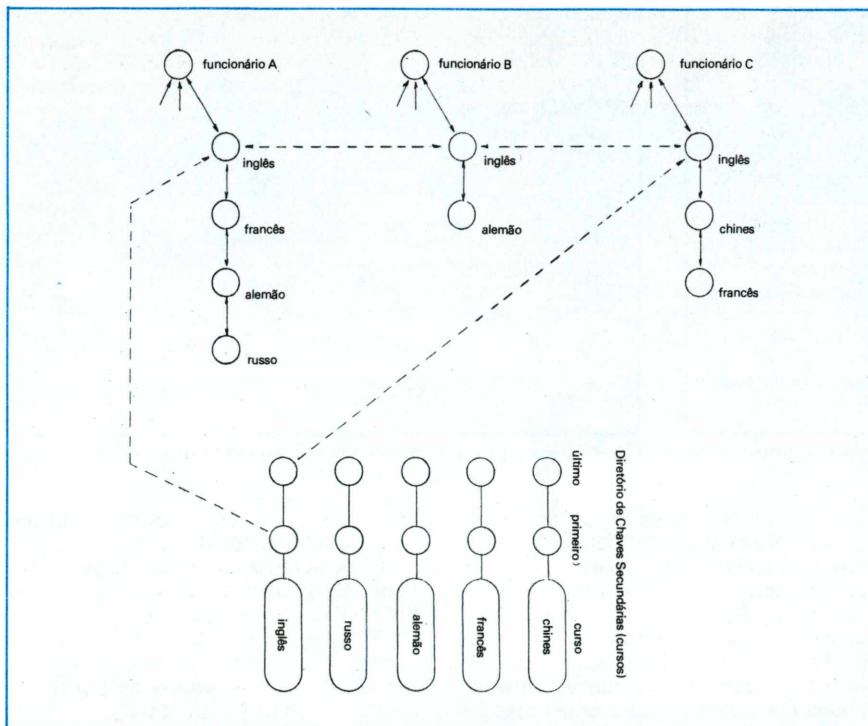 funcionário A
funcionário B
funcionário C
inglês
inglês
inglês
francês
alemão
chines
alemão
francês
russo
Diretório de Chaves Secundárias (cursos)
último
primeiro)
curso
inglês
russo
alemão
francês
chines